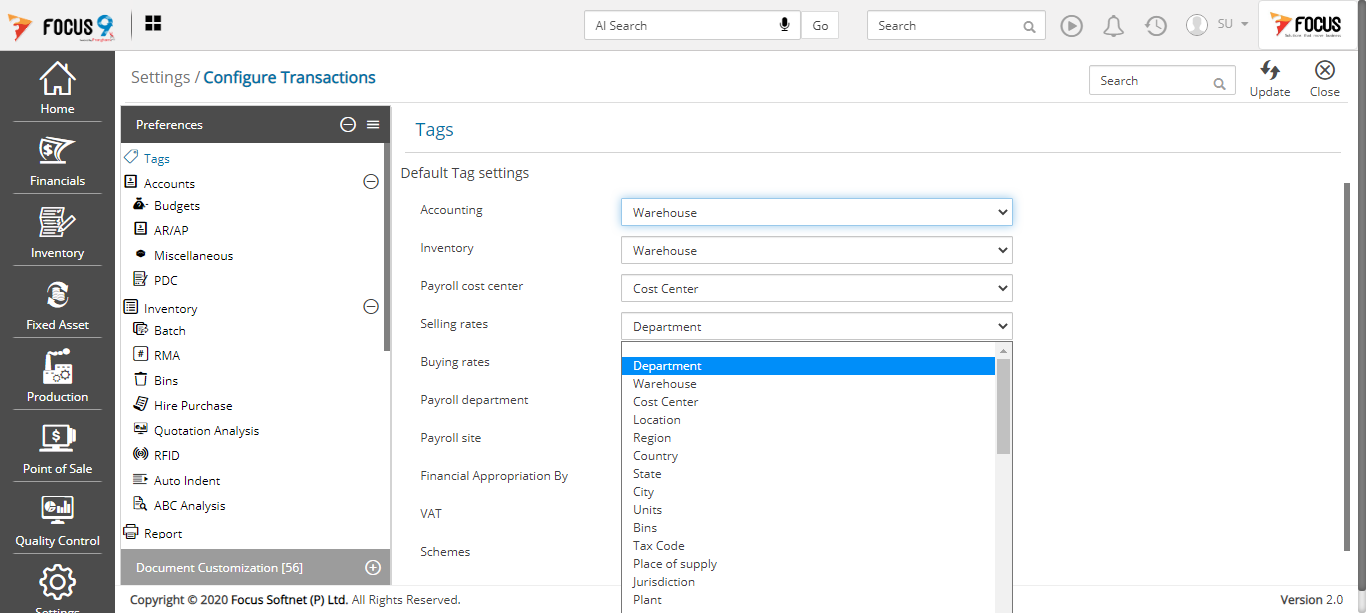 FOCUS 9
AI Search
Go
Search
SU
FOCUS
Home
Financials
Inventory
Fixed Asset
Production
Point of Sale
Quality Control
Settings
Settings / Configure Transactions
Search
Update
Close
Preferences
Tags
Accounts
Budgets
AR/AP
Miscellaneous
PDC
Inventory
Batch
RMA
Bins
Hire Purchase
Quotation Analysis
RFID
Auto Indent
ABC Analysis
Report
Document Customization [56]
Tags
Default Tag settings
Accounting
Warehouse
Inventory
Warehouse
Payroll cost center
Cost Center
Selling rates
Department
Buying rates
Payroll department
Payroll site
Financial Appropriation By
VAT
Schemes
Department
Warehouse
Cost Center
Location
Region
Country
State
City
Units
Bins
Tax Code
Place of supply
Jurisdiction
Plant
Copyright © 2020 Focus Softnet (P) Ltd. All Rights Reserved.
Version 2.0